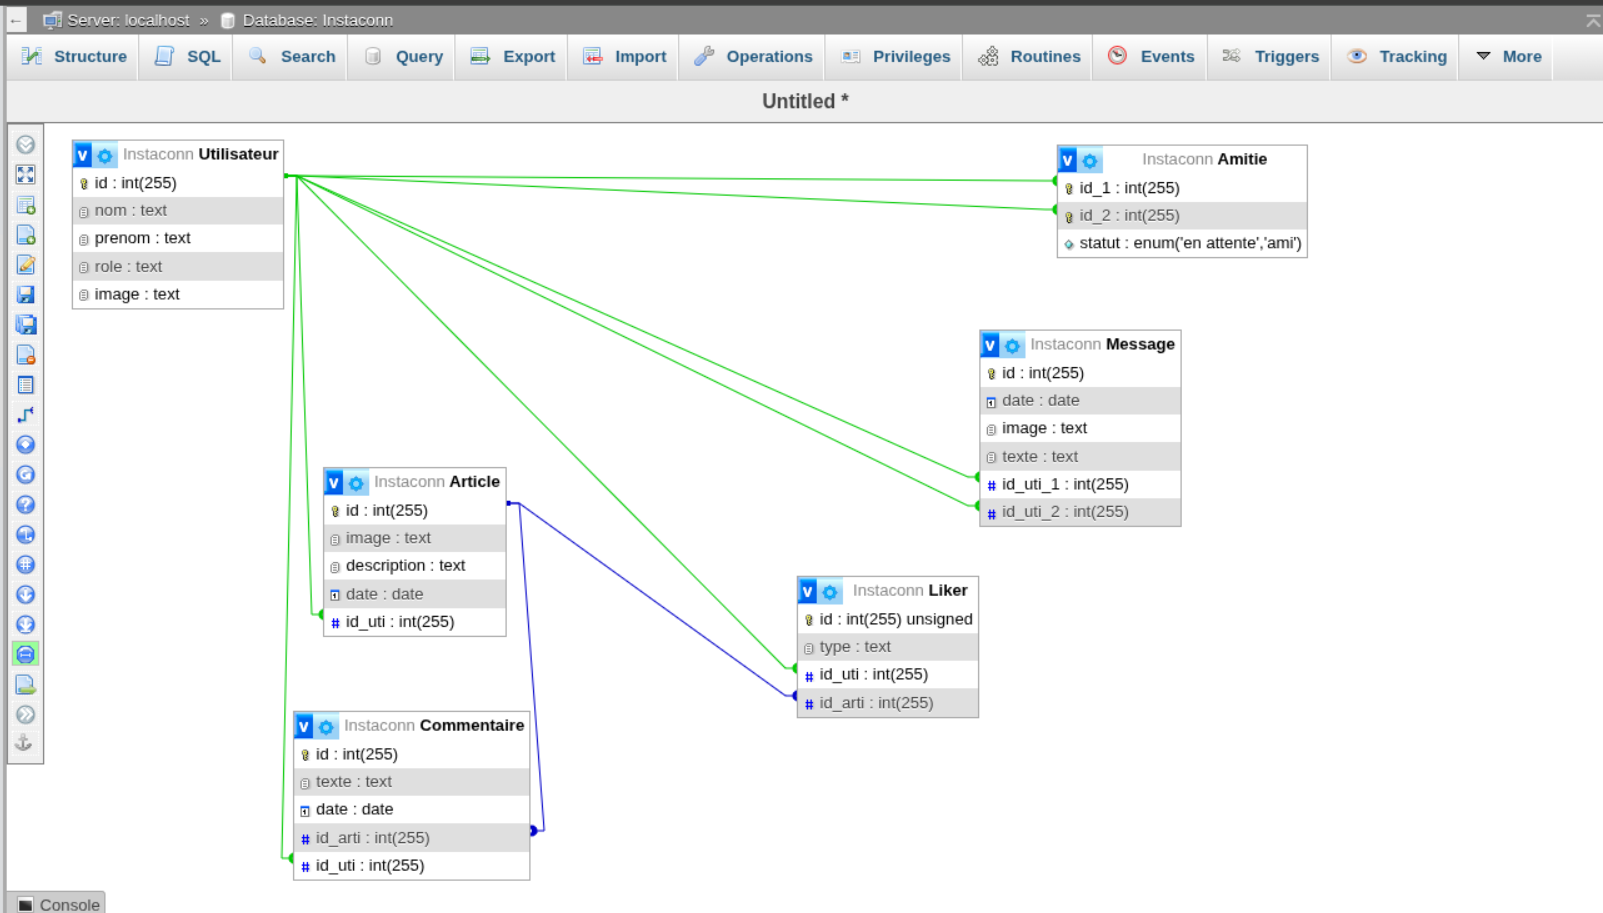 ← Server: localhost » Database: Instaconn
Structure SQL Search Query Export Import Operations Privileges Routines Events Triggers Tracking More
Untitled *
v Instaconn Utilisateur
id : int(255)
nom : text
prenom : text
role : text
image : text
v Instaconn Amitie
id_1 : int(255)
id_2 : int(255)
statut : enum('en attente','ami')
v Instaconn Message
id : int(255)
date : date
image : text
texte : text
# id_uti_1 : int(255)
# id_uti_2 : int(255)
v Instaconn Article
id : int(255)
image : text
description : text
date : date
# id_uti : int(255)
v Instaconn Liker
id : int(255) unsigned
type : text
# id_uti : int(255)
# id_arti : int(255)
v Instaconn Commentaire
id : int(255)
texte : text
date : date
# id_arti : int(255)
# id_uti : int(255)
Console